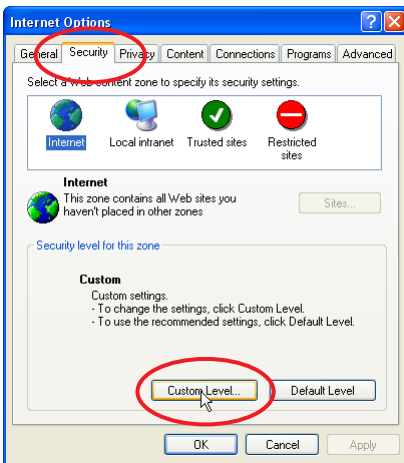 Internet Options
General Security Privacy Content Connections Programs Advanced
Select a Web content zone to specify its security settings.
Internet Local intranet Trusted sites Restricted sites
Internet
This zone contains all Web sites you
haven't placed in other zones
Sites...
Security level for this zone
Custom
Custom settings.
- To change the settings, click Custom Level.
- To use the recommended settings, click Default Level.
Custom Level... Default Level
OK Cancel Apply